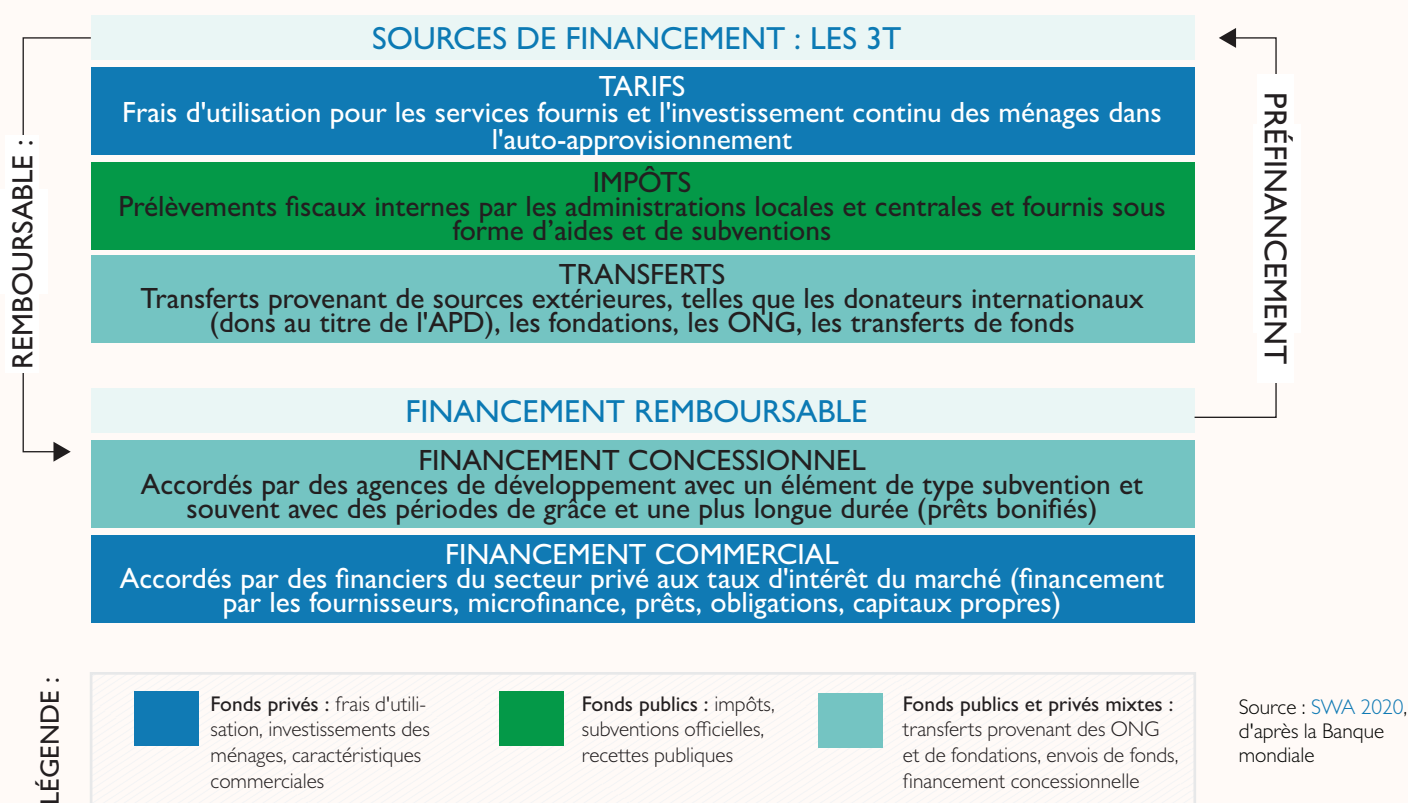 SOURCES DE FINANCEMENT : LES 3T
TARIFS
Frais d'utilisation pour les services fournis et l'investissement continu des ménages dans
l'auto-approvisionnement
IMPÔTS
Prélèvements fiscaux internes par les administrations locales et centrales et fournis sous
forme d’aides et de subventions
TRANSFERTS
Transferts provenant de sources extérieures, telles que les donateurs internationaux
(dons au titre de l'APD), les fondations, les ONG, les transferts de fonds
REMBOURSABLE :
PRÉFINANCEMENT
FINANCEMENT REMBOURSABLE
FINANCEMENT CONCESSIONNEL
Accordés par des agences de développement avec un élément de type subvention et
souvent avec des périodes de grâce et une plus longue durée (prêts bonifiés)
FINANCEMENT COMMERCIAL
Accordés par des financiers du secteur privé aux taux d'intérêt du marché (financement
par les fournisseurs, microfinance, prêts, obligations, capitaux propres)
LÉGENDE :
Fonds privés : frais d'utili-
sation, investissements des
ménages, caractéristiques
commerciales
Fonds publics : impôts,
subventions officielles,
recettes publiques
Fonds publics et privés mixtes :
transferts provenant des ONG
et de fondations, envois de fonds,
financement concessionnelle
Source : SWA 2020,
d'après la Banque
mondiale